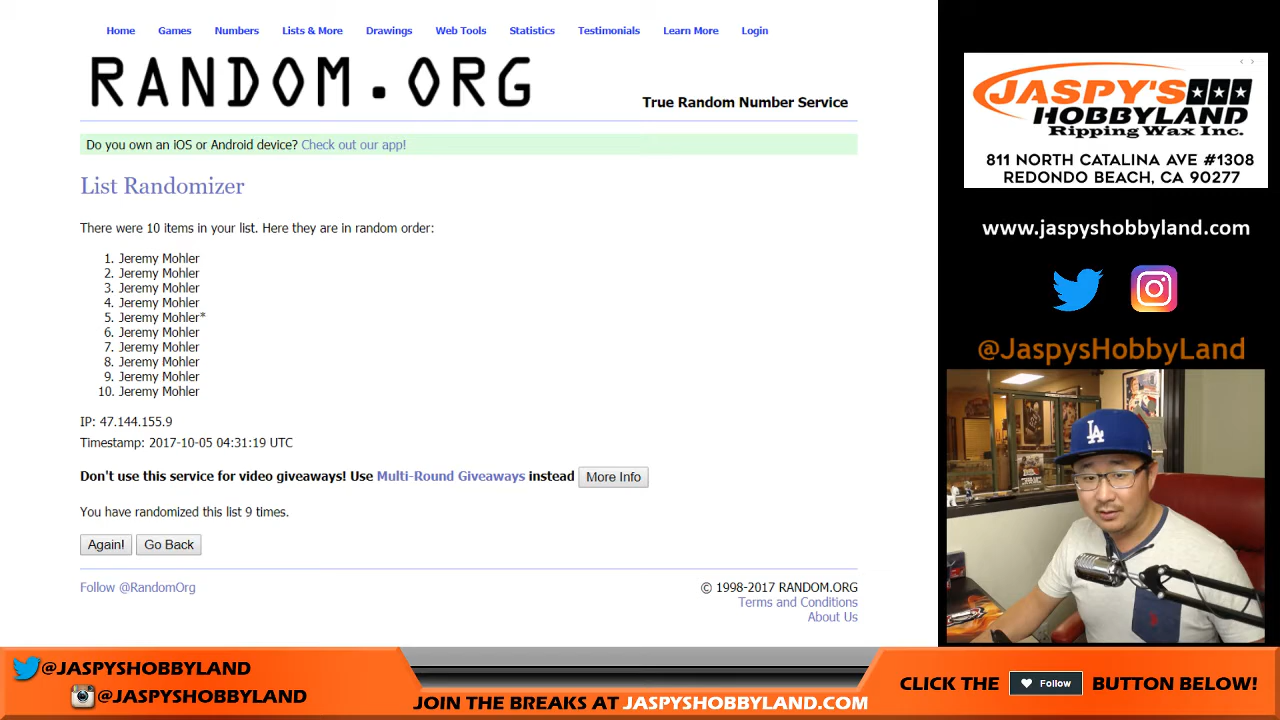 Home Games Numbers Lists & More Drawings Web Tools Statistics Testimonials Learn More Login
RANDOM.ORG
True Random Number Service
Do you own an iOS or Android device? Check out our app!
List Randomizer
There were 10 items in your list. Here they are in random order:
1. Jeremy Mohler
2. Jeremy Mohler
3. Jeremy Mohler
4. Jeremy Mohler
5. Jeremy Mohler*
6. Jeremy Mohler
7. Jeremy Mohler
8. Jeremy Mohler
9. Jeremy Mohler
10. Jeremy Mohler
IP: 47.144.155.9
Timestamp: 2017-10-05 04:31:19 UTC
Don't use this service for video giveaways! Use Multi-Round Giveaways instead More Info
You have randomized this list 9 times.
Again! Go Back
Follow @RandomOrg
© 1998-2017 RANDOM.ORG
Terms and Conditions
About Us
JASPY'S
HOBBYLAND
Ripping Wax Inc.
811 NORTH CATALINA AVE #1308
REDONDO BEACH, CA 90277
www.jaspyshobbyland.com
@JaspysHobbyLand
LA
@JASPYSHOBBYLAND
@JASPYSHOBBYLAND
JOIN THE BREAKS AT JASPYSHOBBYLAND.COM
CLICK THE Follow BUTTON BELOW!